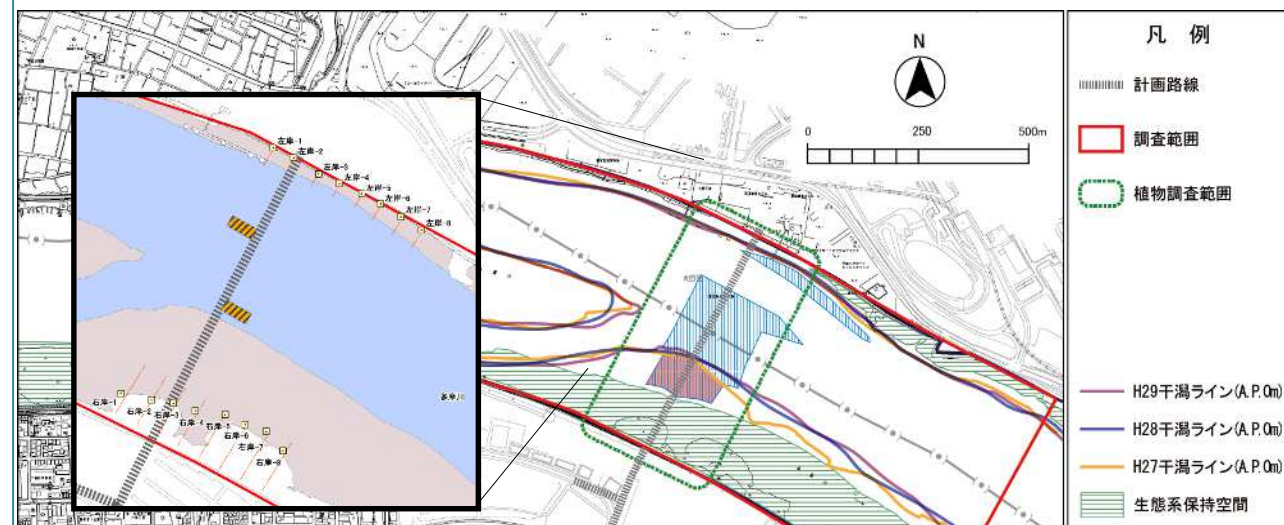 凡 例
計画路線
調査範囲
植物調査範囲
H29干潟ライン(A.P.0m)
H28干潟ライン(A.P.0m)
H27干潟ライン(A.P.0m)
生態系保持空間
N
0 250 500m
左岸-1
左岸-2
左岸-3
左岸-4
左岸-5
左岸-6
左岸-7
左岸-8
多摩川
右岸-1
右岸-2
右岸-3
右岸-4
右岸-5
右岸-6
右岸-7
右岸-8